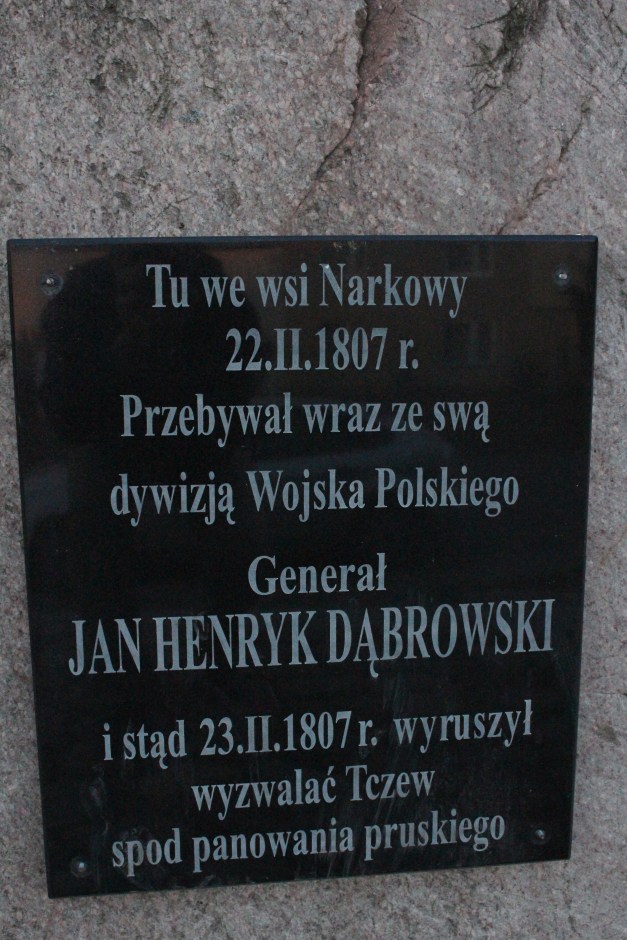 Tu we wsi Narkowy
22.II.1807 r.
Przebywał wraz ze swą
dywizją Wojska Polskiego
Generał
JAN HENRYK DĄBROWSKI
i stąd 23.II.1807 r. wyruszył
wyzwalać Tczew
spod panowania pruskiego